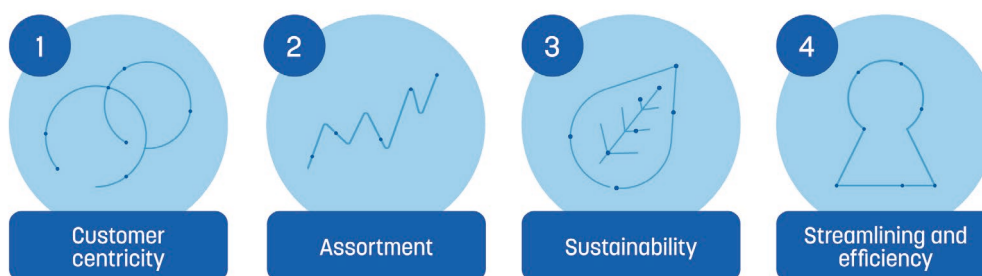 1
Customer
centricity
2
Assortment
3
Sustainability
4
Streamlining and
efficiency